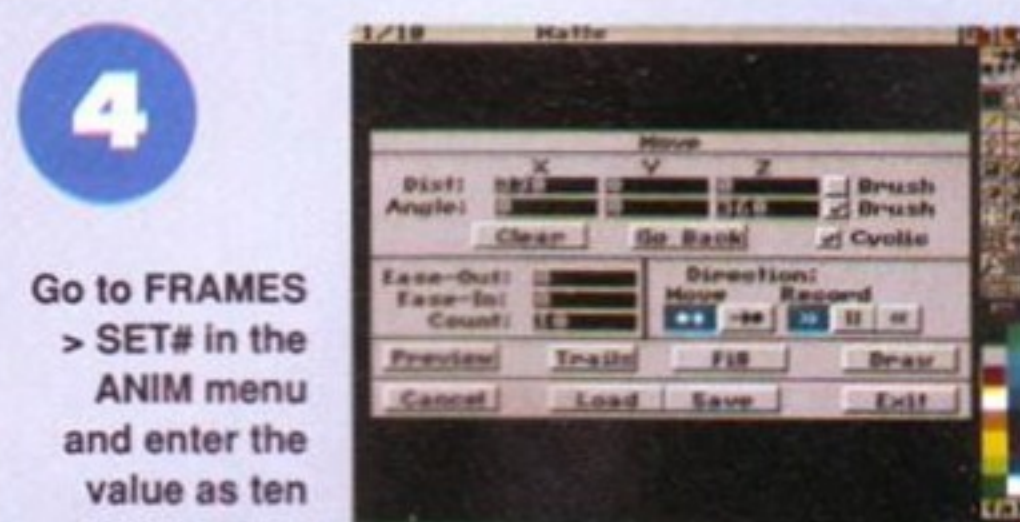 4
Go to FRAMES
> SET# in the
ANIM menu
and enter the
value as ten
1/10
Move
X Y Z
Dist: Brush
Angle: Brush
Clear Go Back Cyclic
Ease-Out: Direction:
Ease-In: Move Record
Count:
Preview Trails Fill Draw
Cancel Load Save Exit